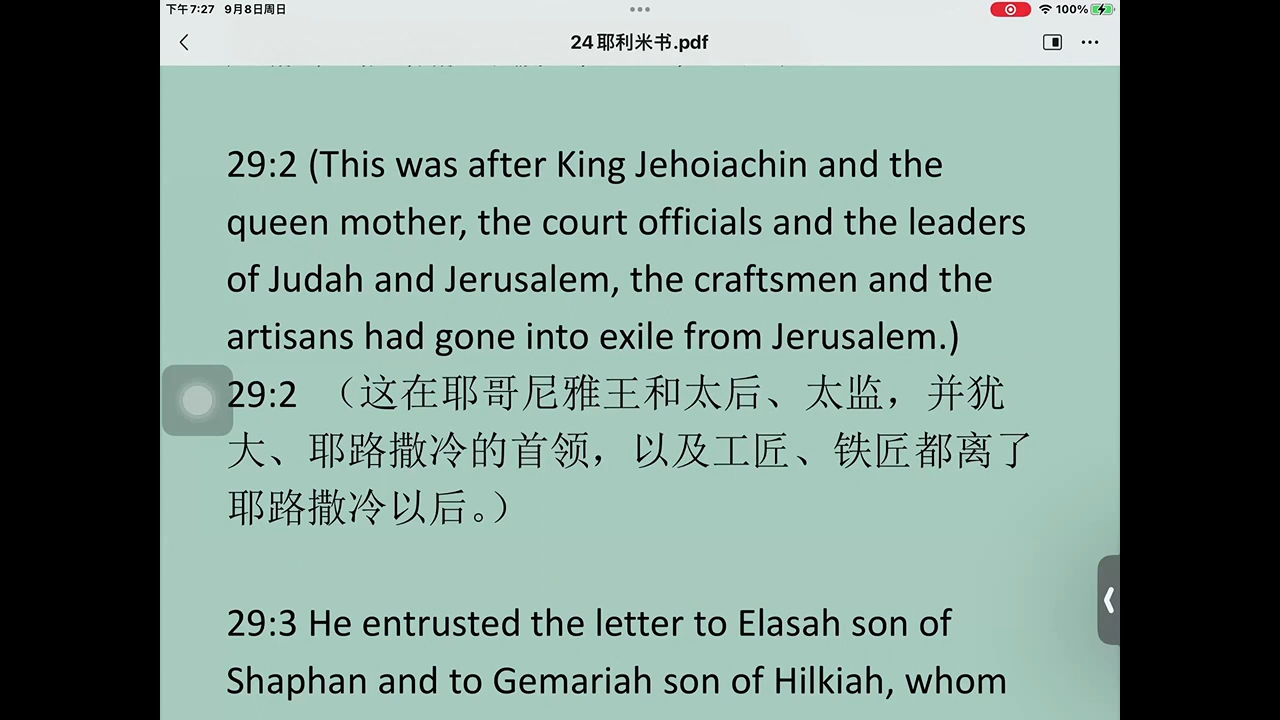 下午7:27 9月8日周日
100%
24耶利米书.pdf
29:2 (This was after King Jehoiachin and the
queen mother, the court officials and the leaders
of Judah and Jerusalem, the craftsmen and the
artisans had gone into exile from Jerusalem.)
29:2 （这在耶哥尼雅王和太后、太监，并犹
大、耶路撒冷的首领，以及工匠、铁匠都离了
耶路撒冷以后。）
29:3 He entrusted the letter to Elasah son of
Shaphan and to Gemariah son of Hilkiah, whom